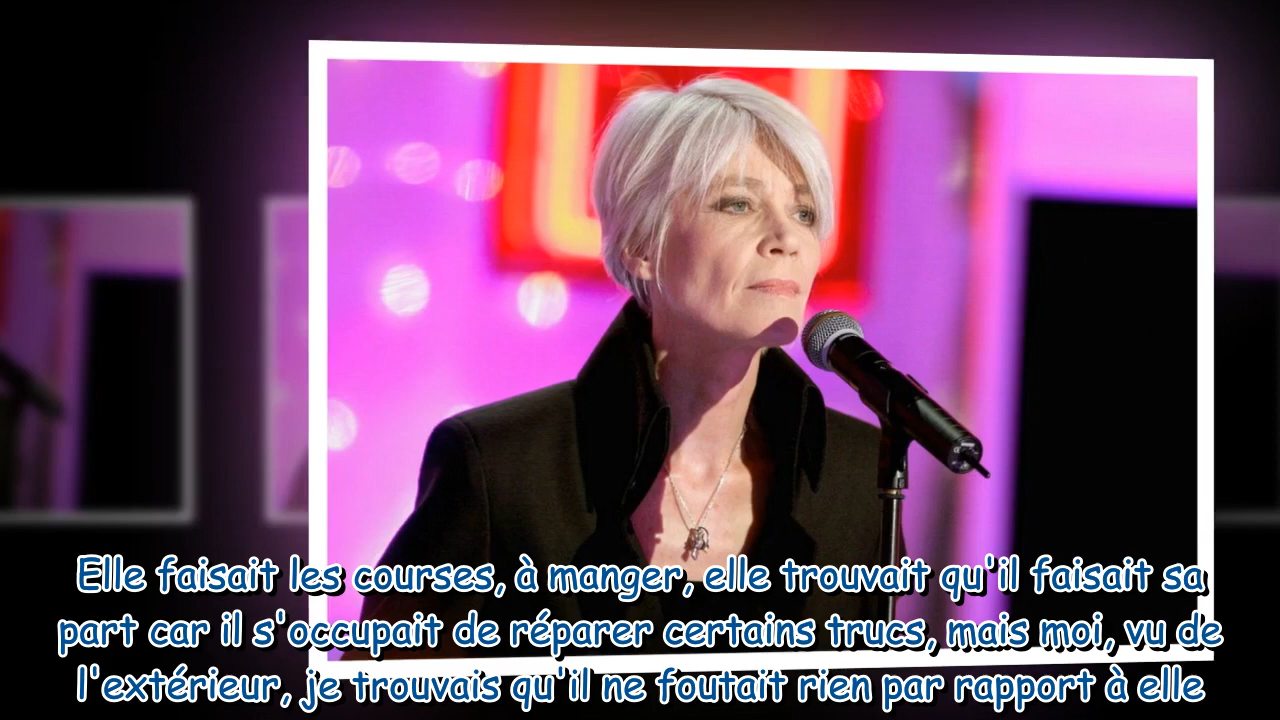 Elle faisait les courses, à manger, elle trouvait qu'il faisait sa
part car il s'occupait de réparer certains trucs, mais moi, vu de
l'extérieur, je trouvais qu'il ne foutait rien par rapport à elle